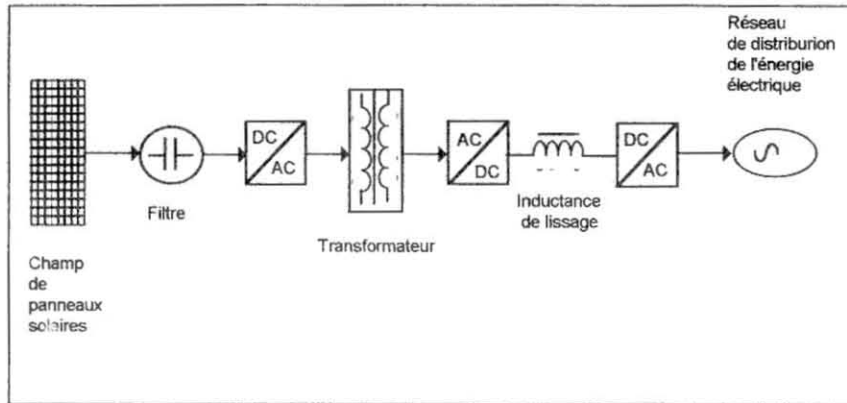 Réseau
de distriburion
de l'énergie
électrique
DC
AC
AC
DC
DC
AC
Filtre
Transformateur
Inductance
de lissage
Champ
de
panneaux
solaires